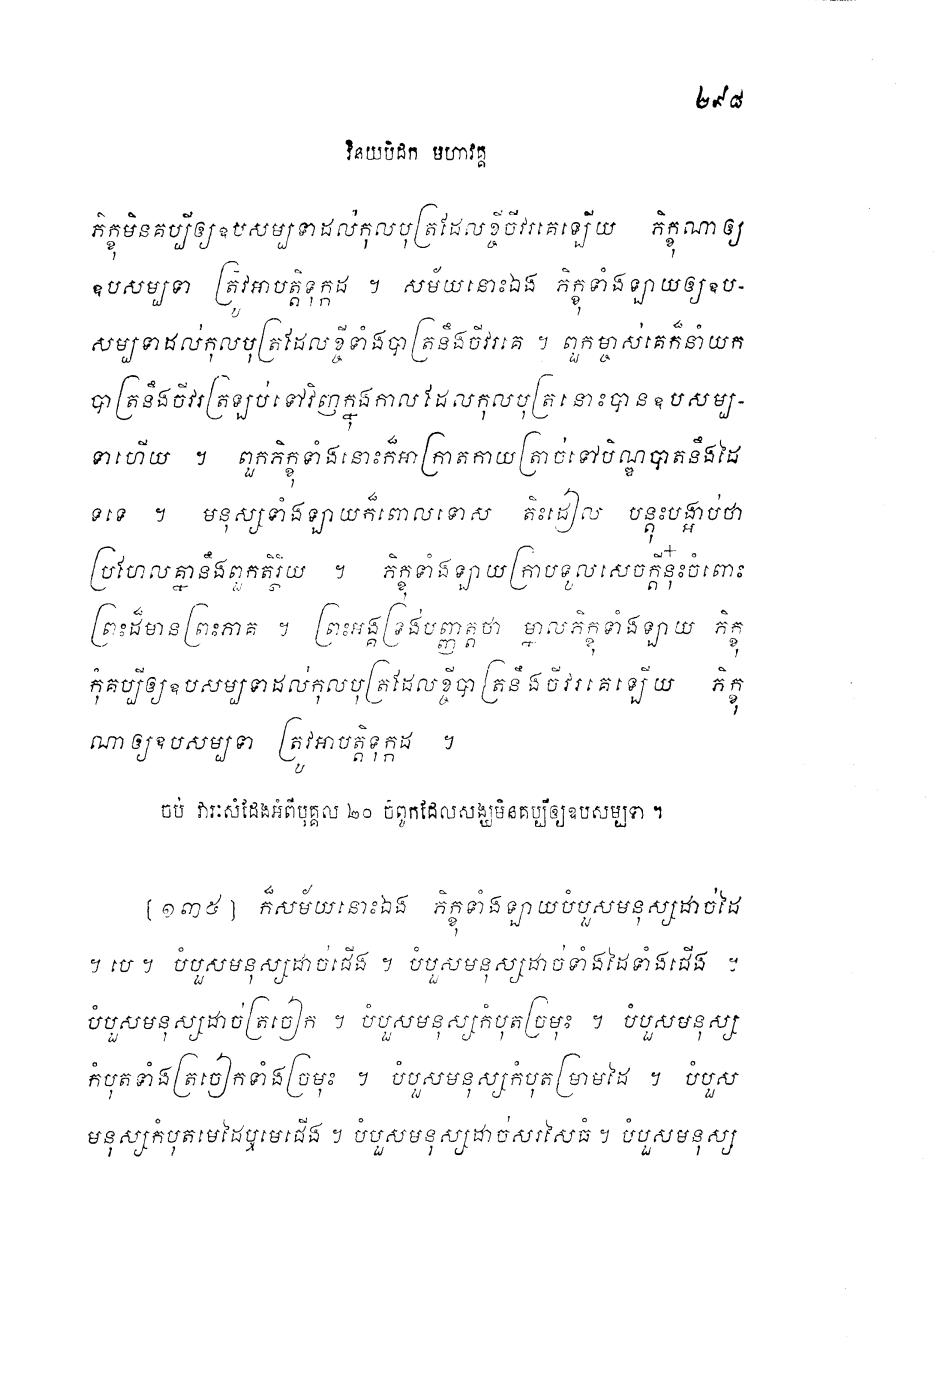 ២៩៨
វិនយបិដក មហាវគ្គ
ភិក្ខុមិនគប្បីឲ្យឧបសម្បទាដល់កុលបុត្រដែលខ្ចីចីវរគេឡើយ ភិក្ខុណាឲ្យ
ឧបសម្បទា ត្រូវអាបត្តិទុក្កដ ។ សម័យនោះឯង ភិក្ខុទាំងឡាយឲ្យឧប-
សម្បទាដល់កុលបុត្រដែលខ្ចីទាំងបាត្រនឹងចីវរគេ ។ ពួកម្ចាស់គេក៏នាំយក
បាត្រនឹងចីវរត្រឡប់ទៅវិញក្នុងកាលដែលកុលបុត្រនោះបានឧបសម្ប-
ទាហើយ ។ ពួកភិក្ខុទាំងនោះក៏អាក្រាតកាយត្រាច់ទៅបិណ្ឌបាតនឹងដៃ
ទទេ ។ មនុស្សទាំងឡាយក៏ពោលទោស តិះដៀល បន្តុះបង្អាប់ថា
ប្រហែលគ្នានឹងពួកតិរ្ថិយ ។ ភិក្ខុទាំងឡាយក្រាបទូលសេចក្តីនុ៎ះចំពោះ
ព្រះដ៏មានព្រះភាគ ។ ព្រះអង្គទ្រង់បញ្ញត្តថា ម្នាលភិក្ខុទាំងឡាយ ភិក្ខុ
កុំគប្បីឲ្យឧបសម្បទាដល់កុលបុត្រដែលខ្ចីបាត្រនឹងចីវរគេឡើយ ភិក្ខុ
ណាឲ្យឧបសម្បទា ត្រូវអាបត្តិទុក្កដ ។
ចប់ វារៈសំដែងអំពីបុគ្គល ២០ ចំពួកដែលសង្ឃមិនគប្បីឲ្យឧបសម្បទា ។
[១៣៥] ក៏សម័យនោះឯង ភិក្ខុទាំងឡាយបំបួសមនុស្សដាច់ដៃ
។ បេ ។ បំបួសមនុស្សដាច់ជើង ។ បំបួសមនុស្សដាច់ទាំងដៃទាំងជើង ។
បំបួសមនុស្សដាច់ត្រចៀក ។ បំបួសមនុស្សកំបុតច្រមុះ ។ បំបួសមនុស្ស
កំបុតទាំងត្រចៀកទាំងច្រមុះ ។ បំបួសមនុស្សកំបុតម្រាមដៃ ។ បំបួស
មនុស្សកំបុតមេដៃឬមេជើង ។ បំបួសមនុស្សដាច់សរសៃធំ ។ បំបួសមនុស្ស